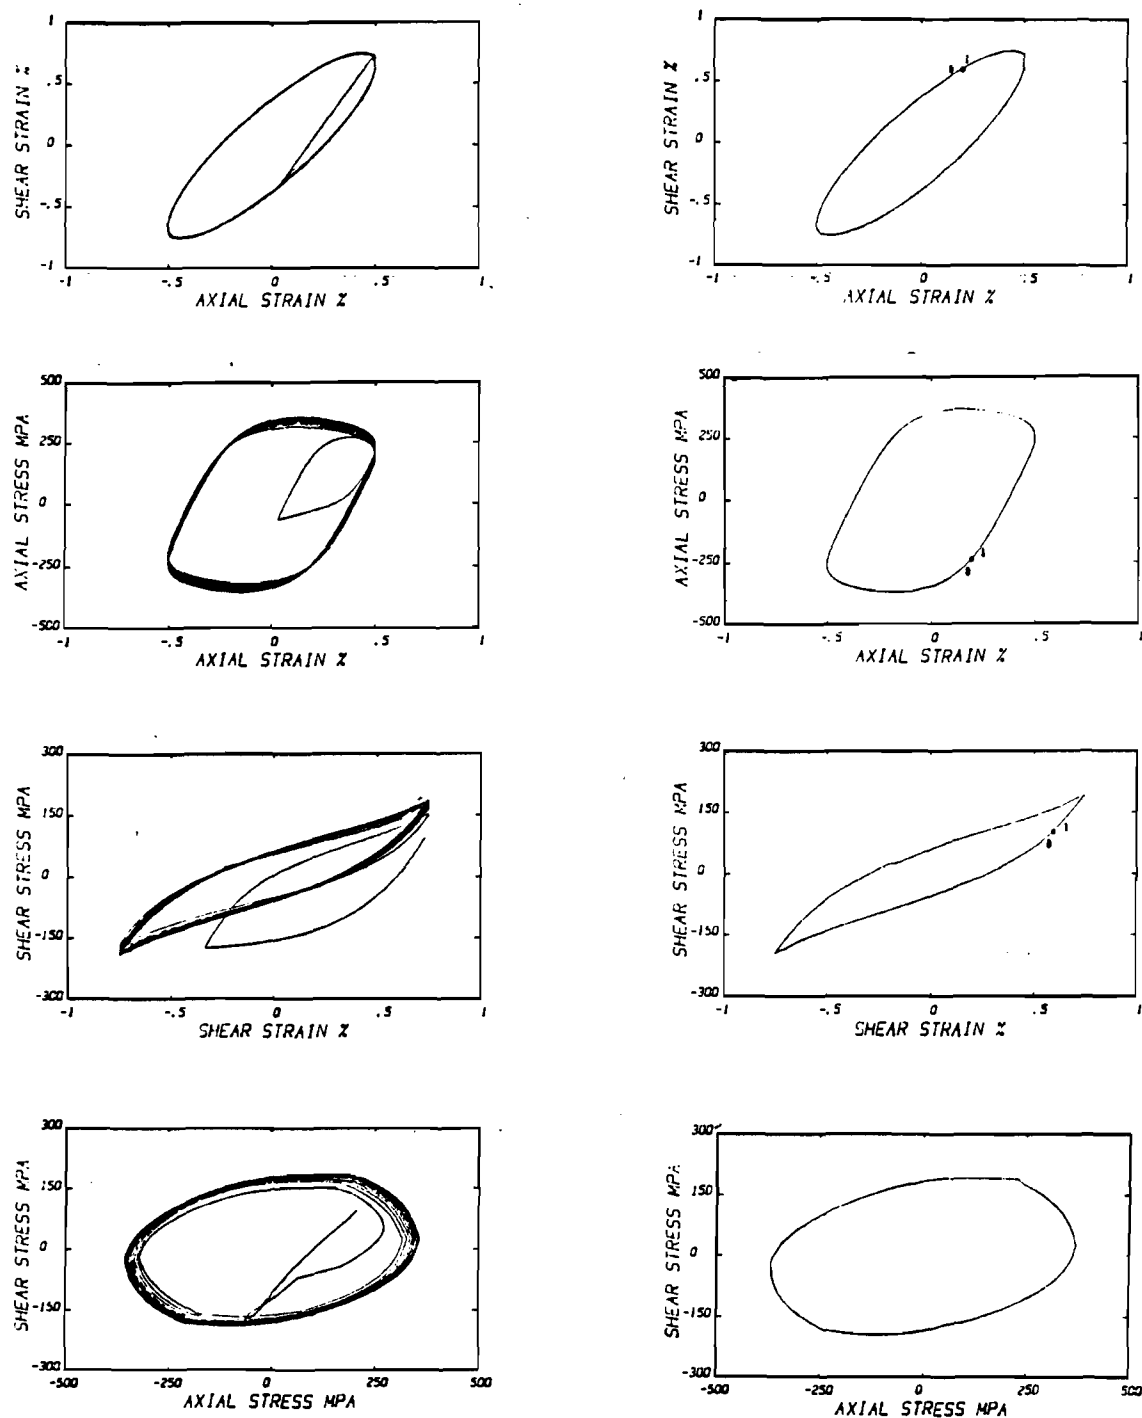 1
.5
0
-.5
-1
SHEAR STRAIN %
-.5 0 .5 1
AXIAL STRAIN %
1
.5
0
-.5
-1
SHEAR STRAIN %
-1 -.5 0 .5 1
AXIAL STRAIN %
500
250
0
-250
-500
AXIAL STRESS MPA
-1 -.5 0 .5 1
AXIAL STRAIN %
500
250
0
-250
-500
AXIAL STRESS MPA
-1 -.5 0 .5 1
AXIAL STRAIN %
300
150
0
-150
-300
SHEAR STRESS MPA
-1 -.5 0 .5 1
SHEAR STRAIN %
300
150
0
-150
-300
SHEAR STRESS MPA
-1 -.5 0 .5 1
SHEAR STRAIN %
300
150
0
-150
-300
SHEAR STRESS MPA
-500 -250 0 250 500
AXIAL STRESS MPA
300
150
0
-150
-300
SHEAR STRESS MPA
-500 -250 0 250 500
AXIAL STRESS MPA